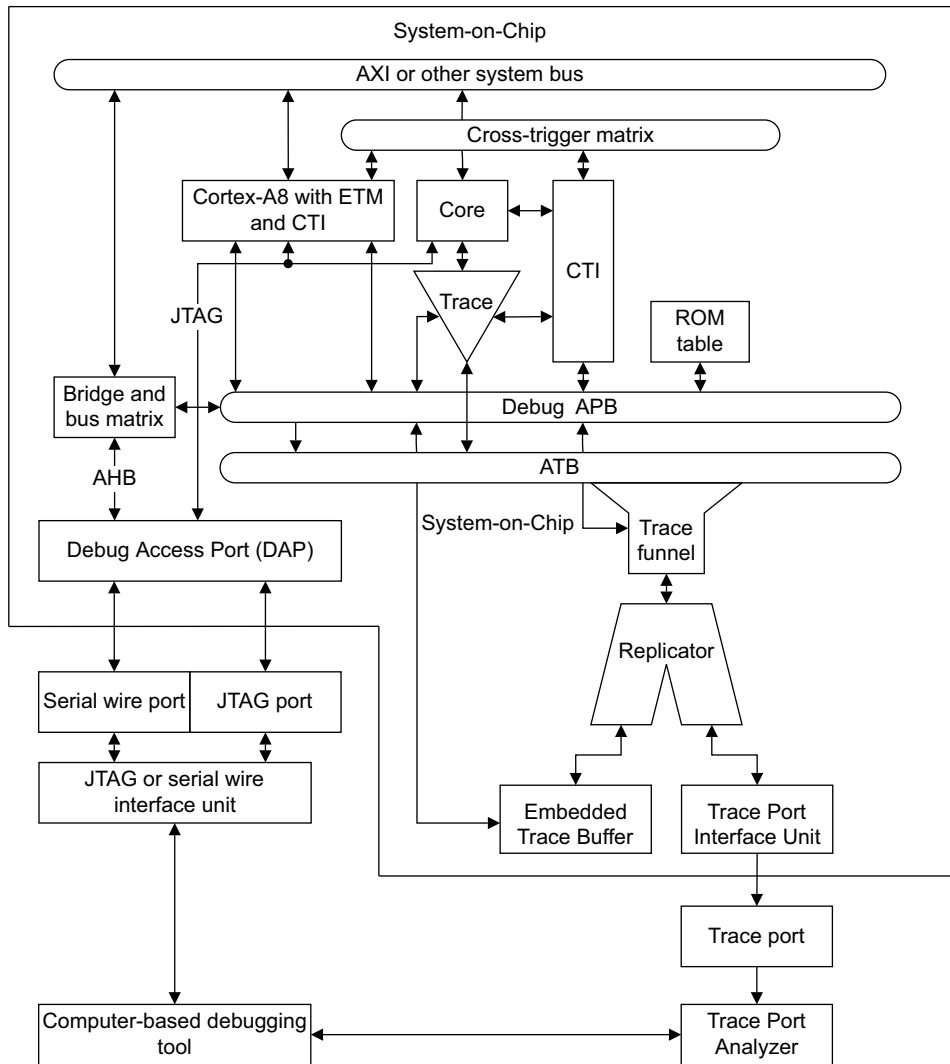 System-on-Chip
AXI or other system bus
Cross-trigger matrix
Cortex-A8 with ETM
and CTI
Core
CTI
Trace
JTAG
ROM
table
Bridge and
bus matrix
Debug APB
ATB
AHB
System-on-Chip
Trace
funnel
Debug Access Port (DAP)
Replicator
Serial wire port
JTAG port
JTAG or serial wire
interface unit
Embedded
Trace Buffer
Trace Port
Interface Unit
Trace port
Computer-based debugging
tool
Trace Port
Analyzer